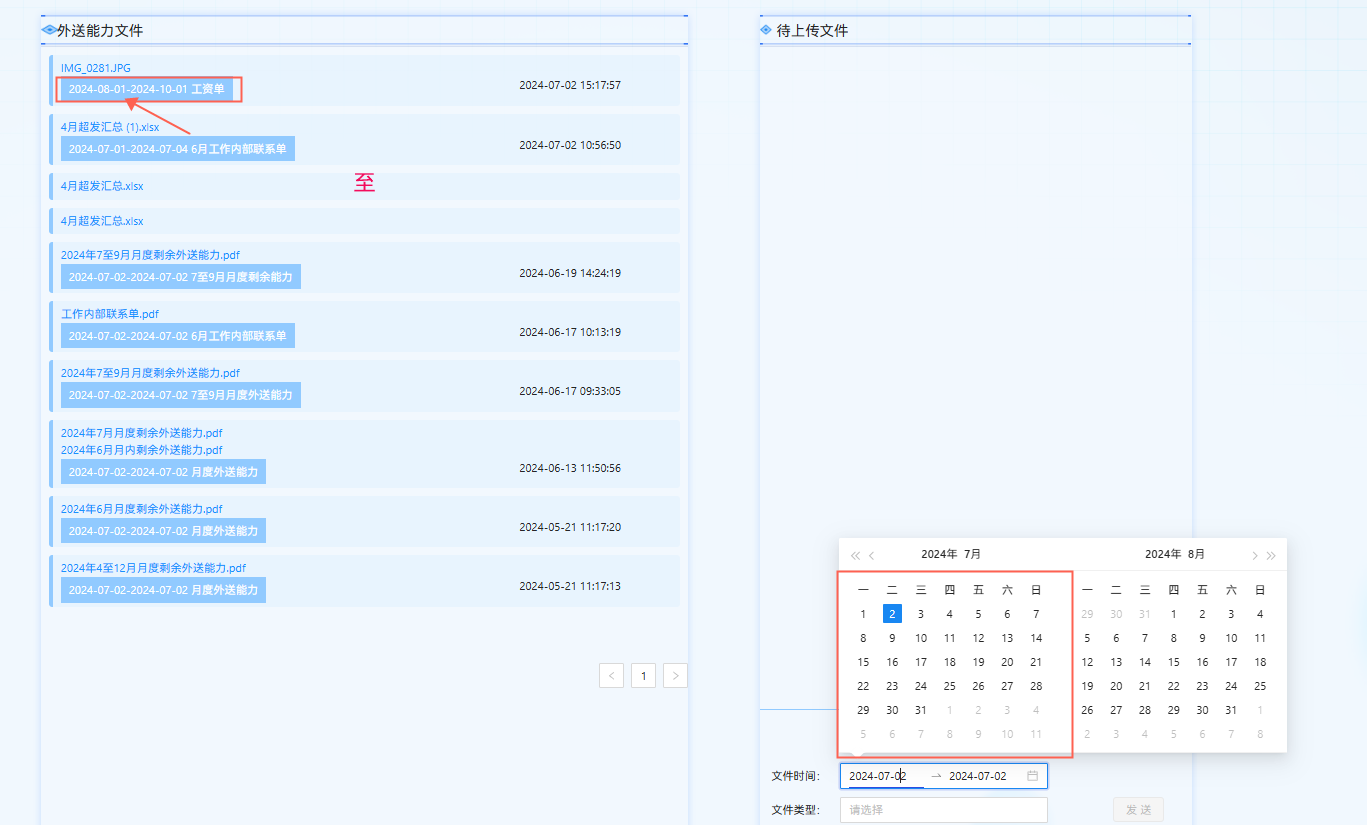 外送能力文件
IMG_0281.JPG
2024-08-01-2024-10-01 工资单
2024-07-02 15:17:57
4月超发汇总 (1).xlsx
2024-07-01-2024-07-04 6月工作内部联系单
2024-07-02 10:56:50
4月超发汇总.xlsx
至
4月超发汇总.xlsx
2024年7至9月月度剩余外送能力.pdf
2024-07-02-2024-07-02 7至9月月度剩余能力
2024-06-19 14:24:19
工作内部联系单.pdf
2024-07-02-2024-07-02 6月工作内部联系单
2024-06-17 10:13:19
2024年7至9月月度剩余外送能力.pdf
2024-07-02-2024-07-02 7至9月月度外送能力
2024-06-17 09:33:05
2024年7月月度剩余外送能力.pdf
2024年6月月内剩余外送能力.pdf
2024-07-02-2024-07-02 月度外送能力
2024-06-13 11:50:56
2024年6月月度剩余外送能力.pdf
2024-07-02-2024-07-02 月度外送能力
2024-05-21 11:17:20
2024年4至12月月度剩余外送能力.pdf
2024-07-02-2024-07-02 月度外送能力
2024-05-21 11:17:13
1
待上传文件
2024年 7月
一 二 三 四 五 六 日
1 2 3 4 5 6 7
8 9 10 11 12 13 14
15 16 17 18 19 20 21
22 23 24 25 26 27 28
29 30 31 1 2 3 4
5 6 7 8 9 10 11
2024年 8月
一 二 三 四 五 六 日
29 30 31 1 2 3 4
5 6 7 8 9 10 11
12 13 14 15 16 17 18
19 20 21 22 23 24 25
26 27 28 29 30 31 1
2 3 4 5 6 7 8
文件时间: 2024-07-02 → 2024-07-02
文件类型: 请选择
发 送